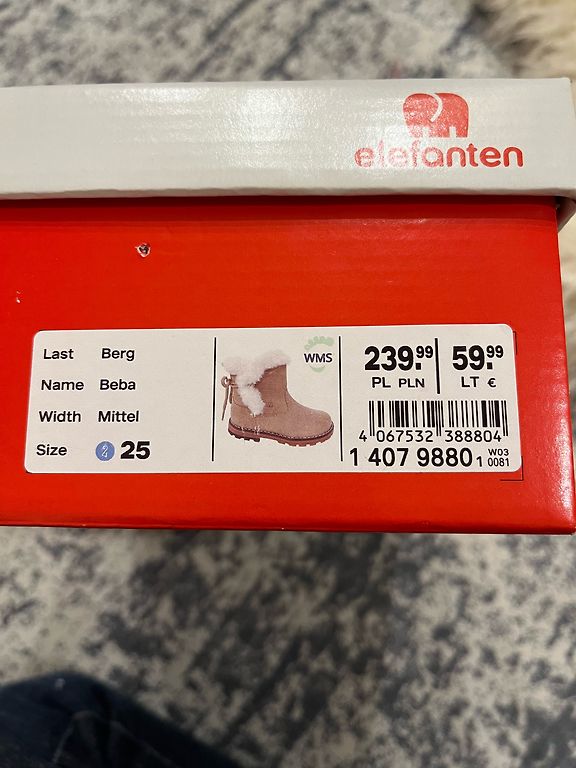 elefanten
Last Berg
Name Beba
Width Mittel
Size 2 25
WMS
239.99
PL PLN
59.99
LT €
4 067532 388804
1 407 9880 1 W03
0081